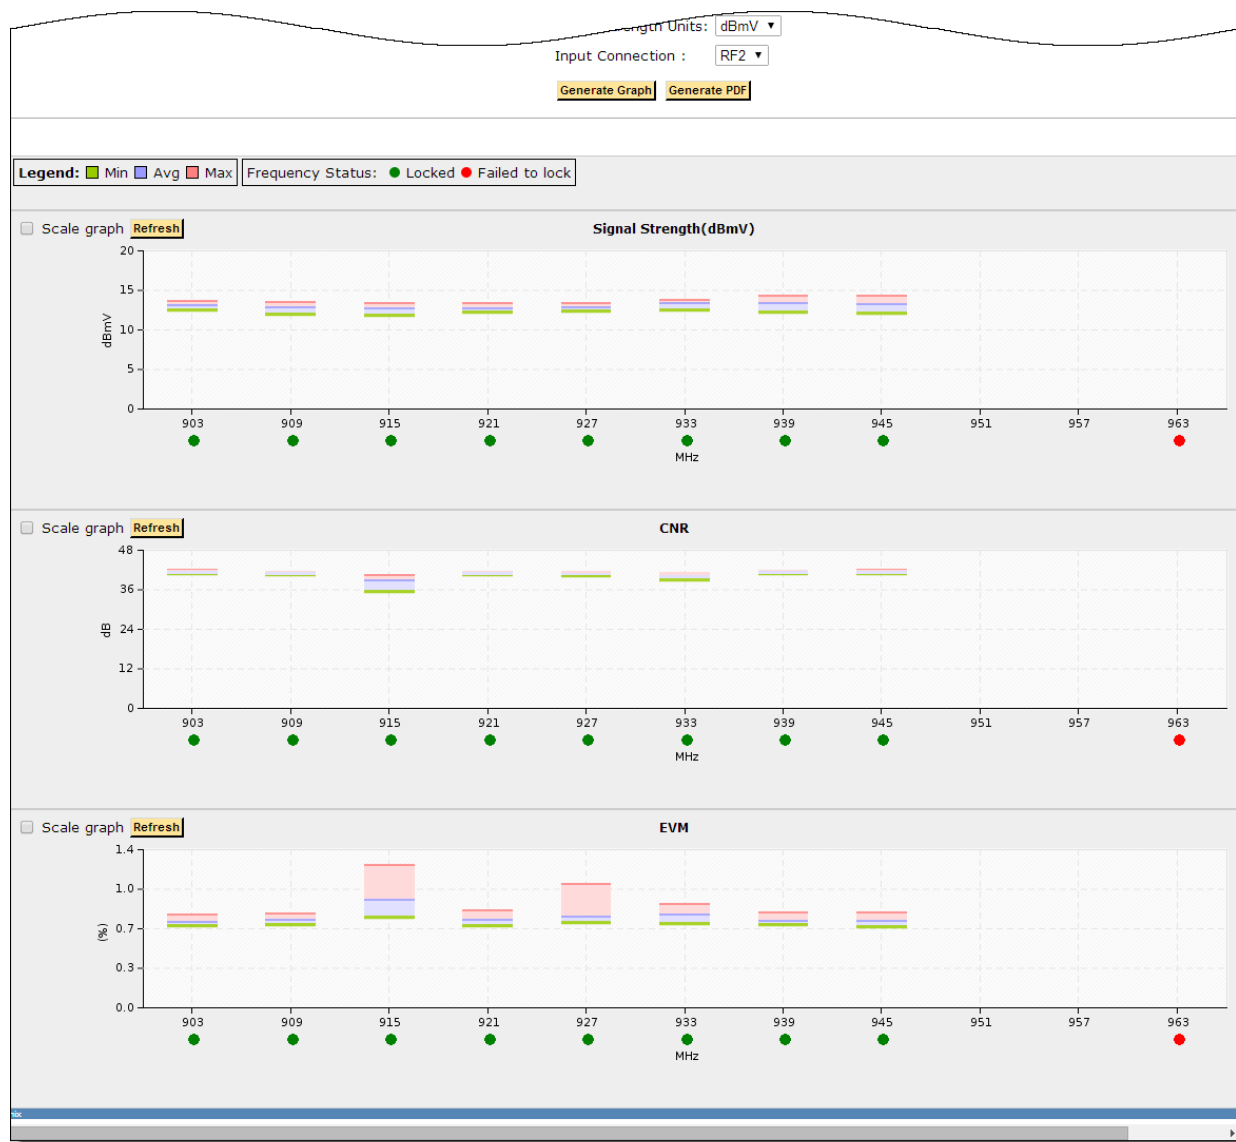 Units: dBmV
Input Connection : RF2
Generate Graph Generate PDF
Legend: Min Avg Max Frequency Status: Locked Failed to lock
Scale graph Refresh Signal Strength(dBmV)
20
15
10
5
0
dBmV
903 909 915 921 927 933 939 945 951 957 963
MHz
Scale graph Refresh CNR
48
36
24
12
0
dB
903 909 915 921 927 933 939 945 951 957 963
MHz
Scale graph Refresh EVM
1.4
1.0
0.7
0.3
0.0
(%)
903 909 915 921 927 933 939 945 951 957 963
MHz